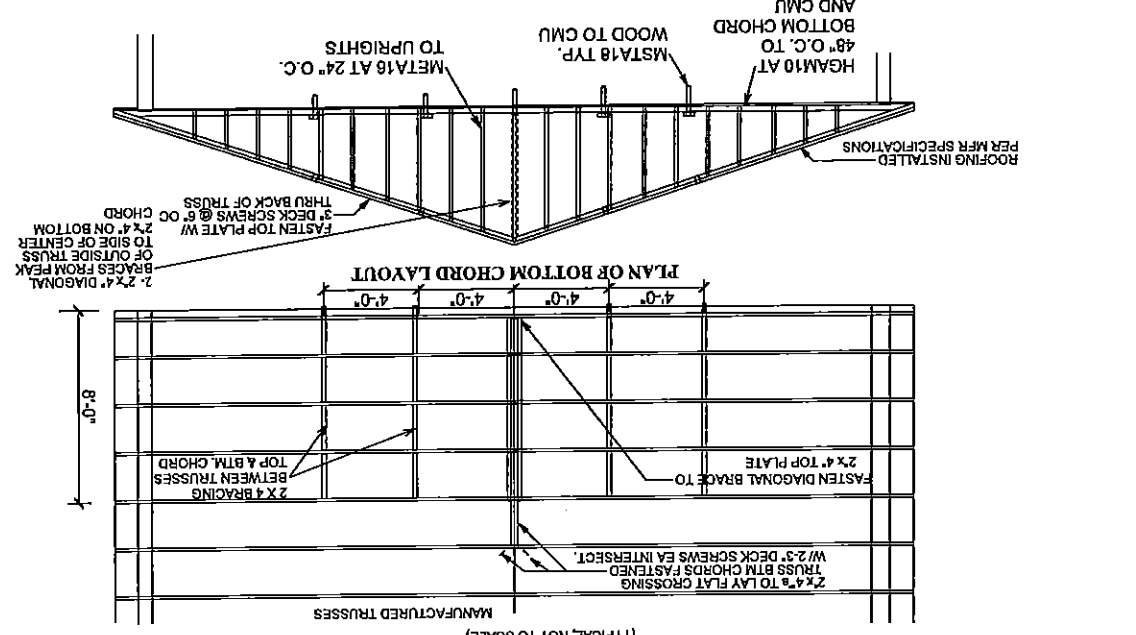 (TYPICAL, NOT TO SCALE)
MANUFACTURED TRUSSES
2"x 4"s TO LAY FLAT CROSSING
TRUSS BTM CHORDS FASTENED
W/ 2-3" DECK SCREWS EA INTERSECT.
FASTEN DIAGONAL BRACE TO
2"x 4" TOP PLATE
2 X 4 BRACING
BETWEEN TRUSSES
TOP & BTM. CHORD
8'-0"
4'-0"
4'-0"
4'-0"
4'-0"
PLAN OF BOTTOM CHORD LAYOUT
2- 2"x 4" DIAGONAL
BRACES FROM PEAK
OF OUTSIDE TRUSS
TO SIDE OF CENTER
2"x 4" ON BOTTOM
CHORD
FASTEN TOP PLATE W/
3" DECK SCREWS @ 6" OC
THRU BACK OF TRUSS
ROOFING INSTALLED
PER MFR SPECIFICATIONS
HGAM10 AT
48" O.C. TO
BOTTOM CHORD
AND CMU
MSTA18 TYP.
WOOD TO CMU
META16 AT 24" O.C.
TO UPRIGHTS